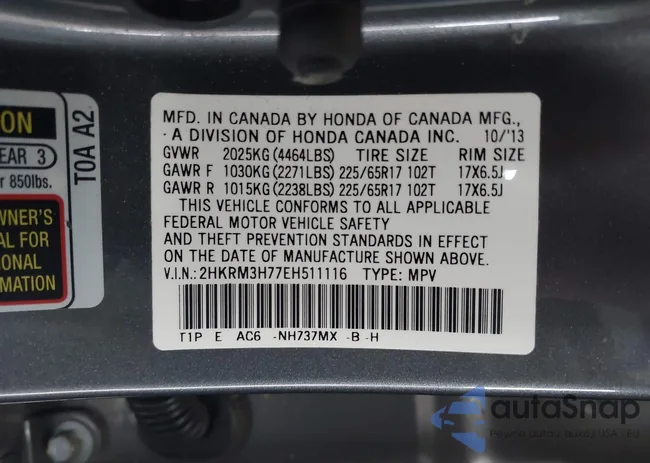 ON
EAR 3
r 850lbs.
WNER'S
AL FOR
SONAL
MATION
T0A A2
MFD. IN CANADA BY HONDA OF CANADA MFG.,
A DIVISION OF HONDA CANADA INC. 10/'13
GVWR 2025KG (4464LBS) TIRE SIZE RIM SIZE
GAWR F 1030KG (2271LBS) 225/65R17 102T 17X6.5J
GAWR R 1015KG (2238LBS) 225/65R17 102T 17X6.5J
THIS VEHICLE CONFORMS TO ALL APPLICABLE
FEDERAL MOTOR VEHICLE SAFETY
AND THEFT PREVENTION STANDARDS IN EFFECT
ON THE DATE OF MANUFACTURE SHOWN ABOVE.
V.I.N.: 2HKRM3H77EH511116 TYPE: MPV
T1P E AC6 -NH737MX -B -H
autoSnap